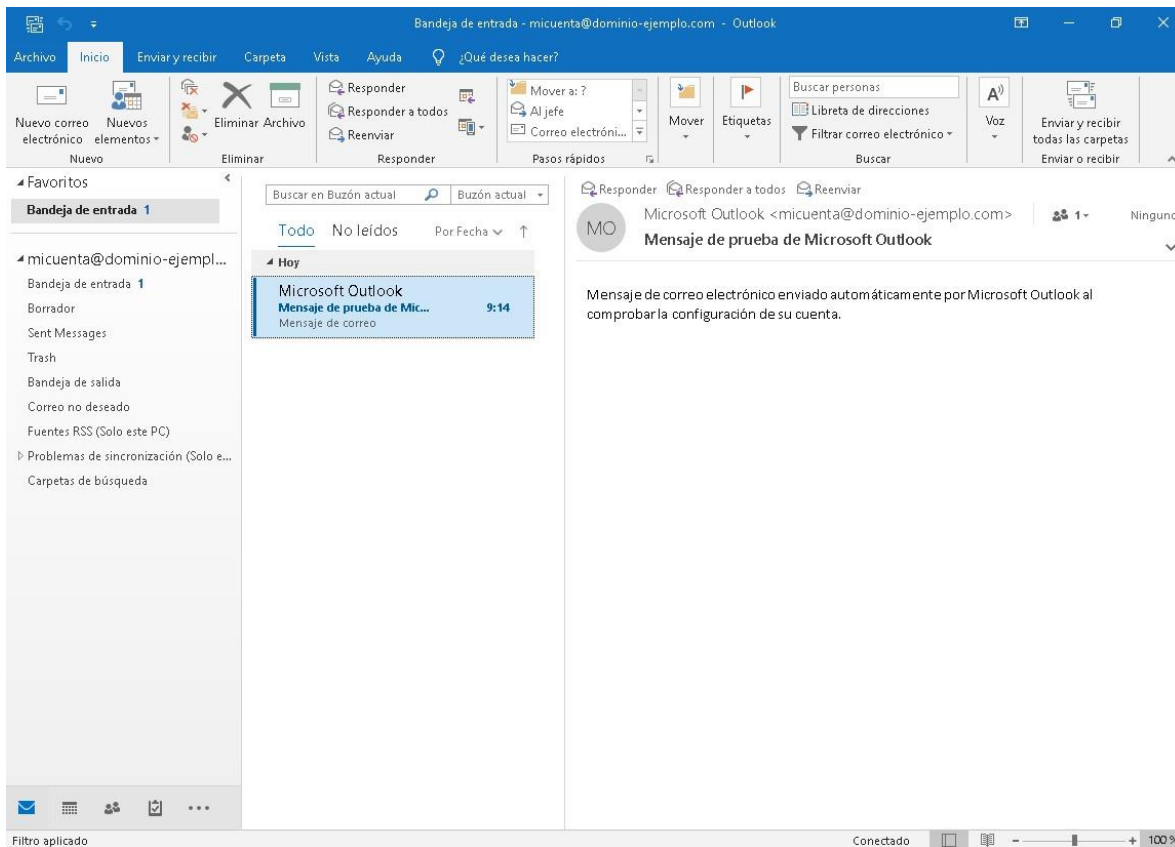 Bandeja de entrada - micuenta@dominio-ejemplo.com - Outlook
Archivo Inicio Enviar y recibir Carpeta Vista Ayuda ¿Qué desea hacer?
Nuevo correo electrónico
Nuevos elementos
Nuevo
Eliminar
Archivo
Eliminar
Responder
Responder a todos
Reenviar
Responder
Mover a: ?
Al jefe
Correo electróni...
Pasos rápidos
Mover
Etiquetas
Buscar personas
Libreta de direcciones
Filtrar correo electrónico
Buscar
A
Voz
Enviar y recibir
todas las carpetas
Enviar o recibir
Favoritos
Bandeja de entrada 1
micuenta@dominio-ejempl...
Bandeja de entrada 1
Borrador
Sent Messages
Trash
Bandeja de salida
Correo no deseado
Fuentes RSS (Solo este PC)
Problemas de sincronización (Solo e...
Carpetas de búsqueda
Buscar en Buzón actual
Buzón actual
Todo No leídos Por Fecha
Hoy
Microsoft Outlook
Mensaje de prueba de Mic... 9:14
Mensaje de correo
Responder Responder a todos Reenviar
MO
Microsoft Outlook <micuenta@dominio-ejemplo.com> 1 Ninguno
Mensaje de prueba de Microsoft Outlook
Mensaje de correo electrónico enviado automáticamente por Microsoft Outlook al
comprobar la configuración de su cuenta.
Filtro aplicado
Conectado
100 %